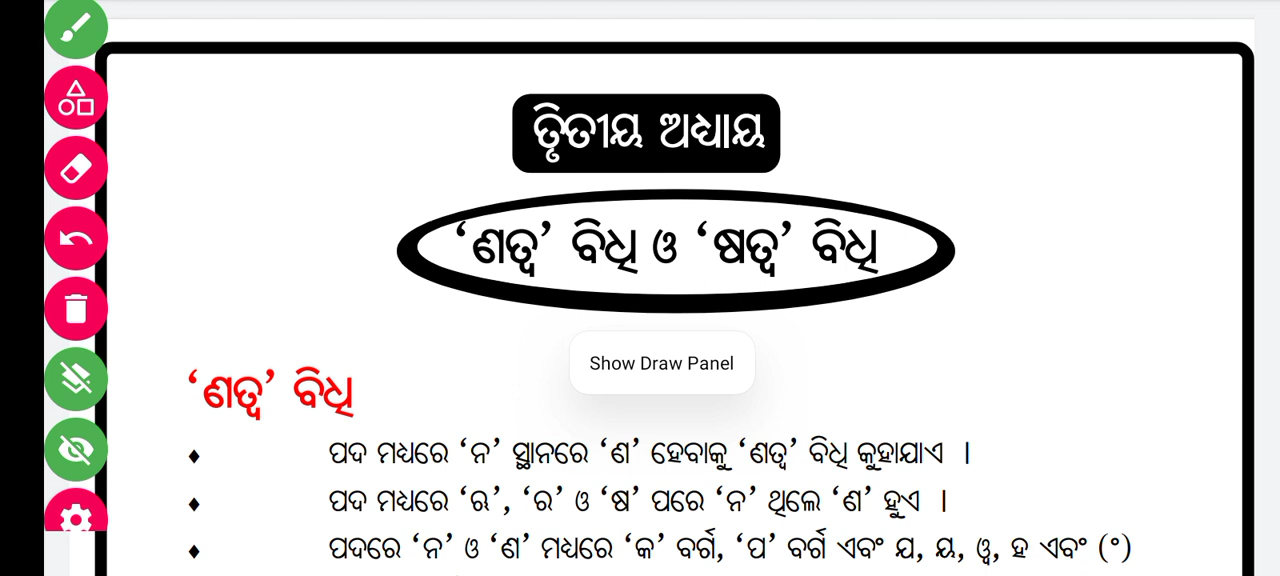 ତୃିତୀୟ ଅଧ୍ୟାୟ
‘ଣତ୍ୱ’ ବିଧି ଓ ‘ଷତ୍ୱ’ ବିଧି
Show Draw Panel
‘ଣତ୍ୱ’ ବିଧି
♦ ପଦ ମଧ୍ୟରେ ‘ନ’ ସ୍ଥାନରେ ‘ଣ’ ହେବାକୁ ‘ଣତ୍ୱ’ ବିଧି କୁହାଯାଏ ।
♦ ପଦ ମଧ୍ୟରେ ‘ଋ’, ‘ର’ ଓ ‘ଷ’ ପରେ ‘ନ’ ଥିଲେ ‘ଣ’ ହୁଏ ।
♦ ପଦରେ ‘ନ’ ଓ ‘ଣ’ ମଧ୍ୟରେ ‘କ’ ବର୍ଗ, ‘ପ’ ବର୍ଗ ଏବଂ ଯ, ୟ, ୱ, ହ ଏବଂ (ଂ)